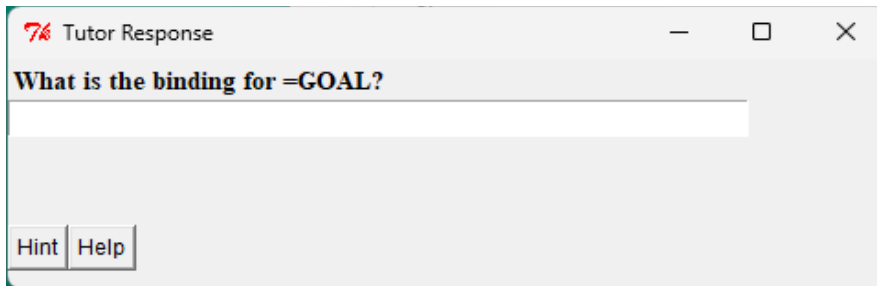 Tutor Response
What is the binding for =GOAL?
Hint Help